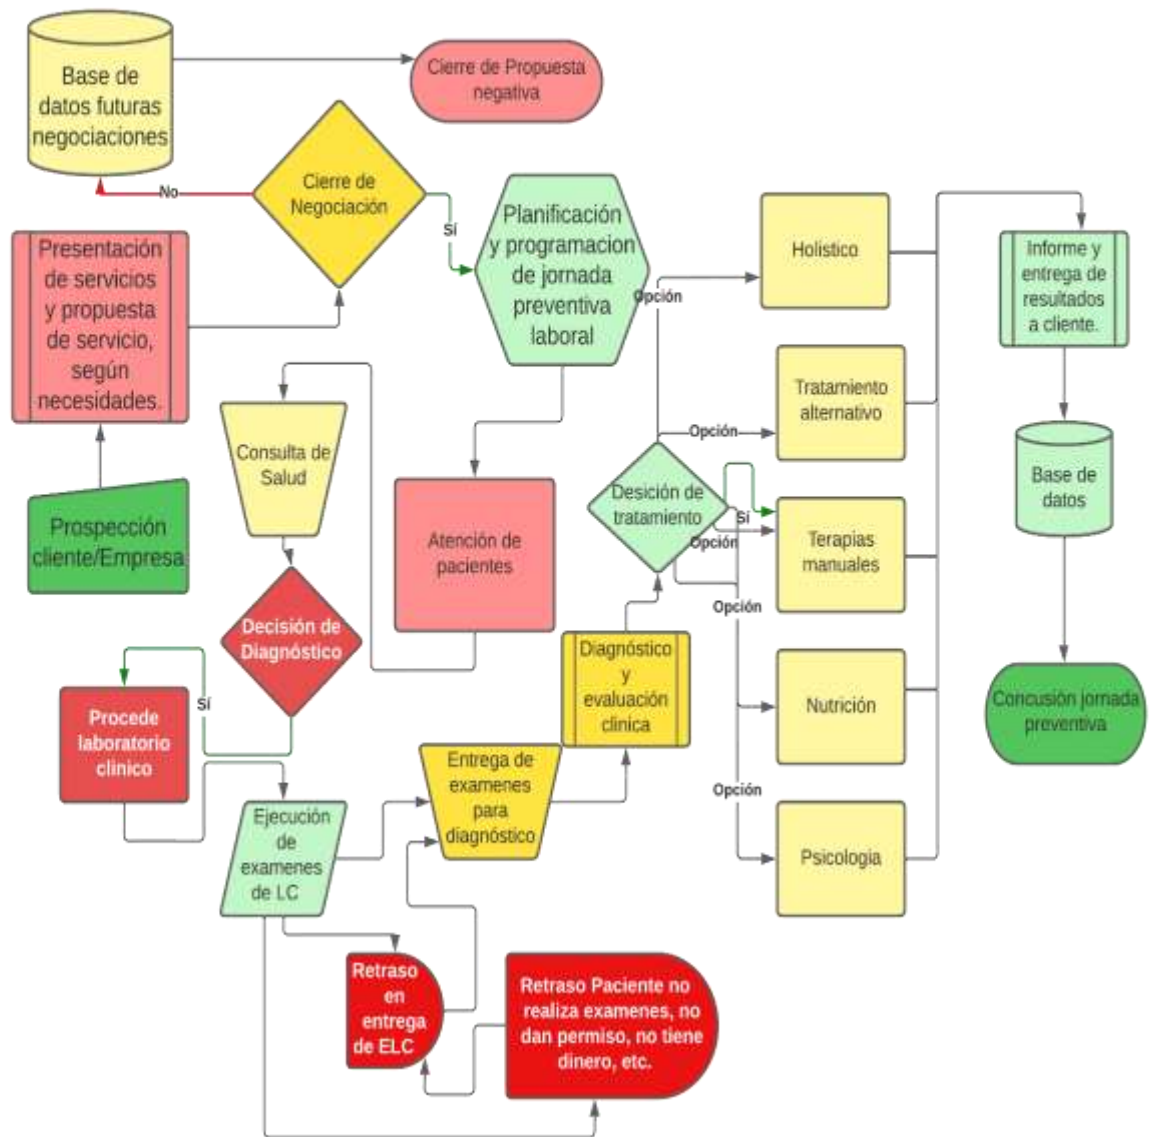 Base de
datos futuras
negociaciones
Cierre de Propuesta
negativa
Cierre de
Negociación
No
Sí
Planificación
y programacion
de jornada
preventiva
laboral
Presentación
de servicios
y propuesta
de servicio,
según
necesidades.
Prospección
cliente/Empresa
Consulta de
Salud
Atención de
pacientes
Decisión de
Diagnóstico
Sí
Procede
laboratorio
clinico
Ejecución
de
examenes
de LC
Entrega de
examenes
para
diagnóstico
Retraso
en
entrega
de ELC
Retraso Paciente no
realiza examenes, no
dan permiso, no tiene
dinero, etc.
Diagnóstico
y
evaluación
clinica
Desición de
tratamiento
Opción
Opción
Sí
Opción
Opción
Opción
Holistico
Tratamiento
alternativo
Terapias
manuales
Nutrición
Psicologia
Informe y
entrega de
resultados
a cliente.
Base de
datos
Concusión jornada
preventiva